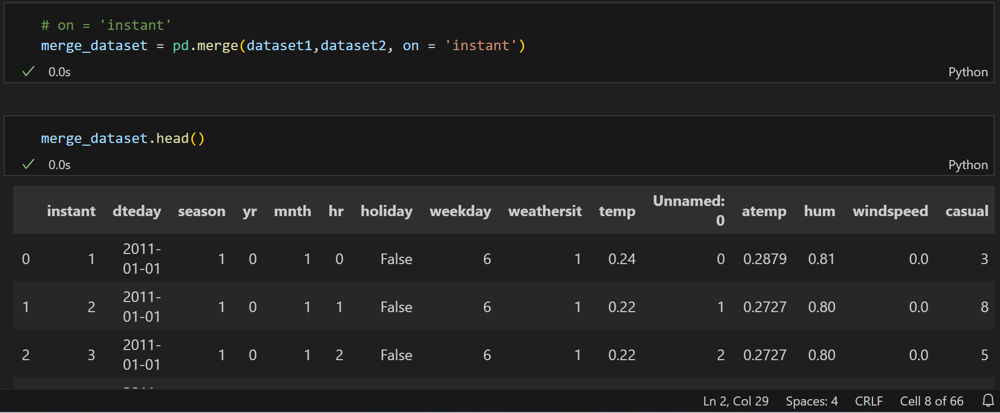 # on = 'instant'
merge_dataset = pd.merge(dataset1,dataset2, on = 'instant')
0.0s
Python
merge_dataset.head()
0.0s
Python
instant dteday season yr mnth hr holiday weekday weathersit temp Unnamed: 0 atemp hum windspeed casual
0 1 2011-01-01 1 0 1 0 False 6 1 0.24 0 0.2879 0.81 0.0 3
1 2 2011-01-01 1 0 1 1 False 6 1 0.22 1 0.2727 0.80 0.0 8
2 3 2011-01-01 1 0 1 2 False 6 1 0.22 2 0.2727 0.80 0.0 5
Ln 2, Col 29 Spaces: 4 CRLF Cell 8 of 66